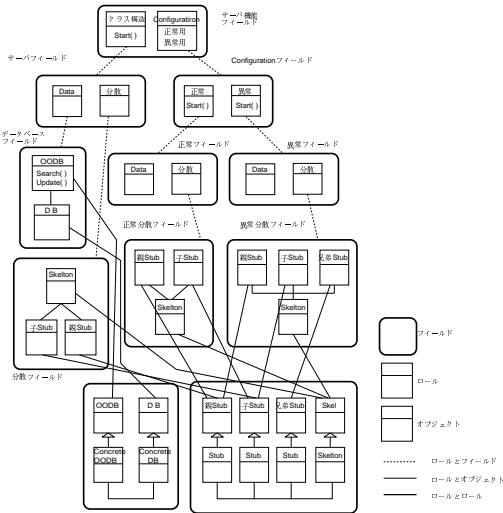 サーバ機能
フィールド
クラス構造
Start( )
Configuratiron
正常用
異常用
サーバフィールド
Configurationフィールド
Data
分散
正常
Start( )
異常
Start( )
データベース
フィールド
正常フィールド
異常フィールド
OODB
Search( )
Update( )
Data
分散
Data
分散
D B
正常分散フィールド
異常分散フィールド
親Stub
子Stub
親Stub
子Stub
兄弟Stub
Skelton
Skelton
Skelton
子Stub
親Stub
分散フィールド
フィールド
ロール
オブジェクト
OODB
D B
親Stub
子Stub
兄弟Stub
Skel
Concrete
OODB
Concrete
DB
Stub
Stub
Stub
Skelton
ロールとフィールド
ロールとオブジェクト
ロールとロール